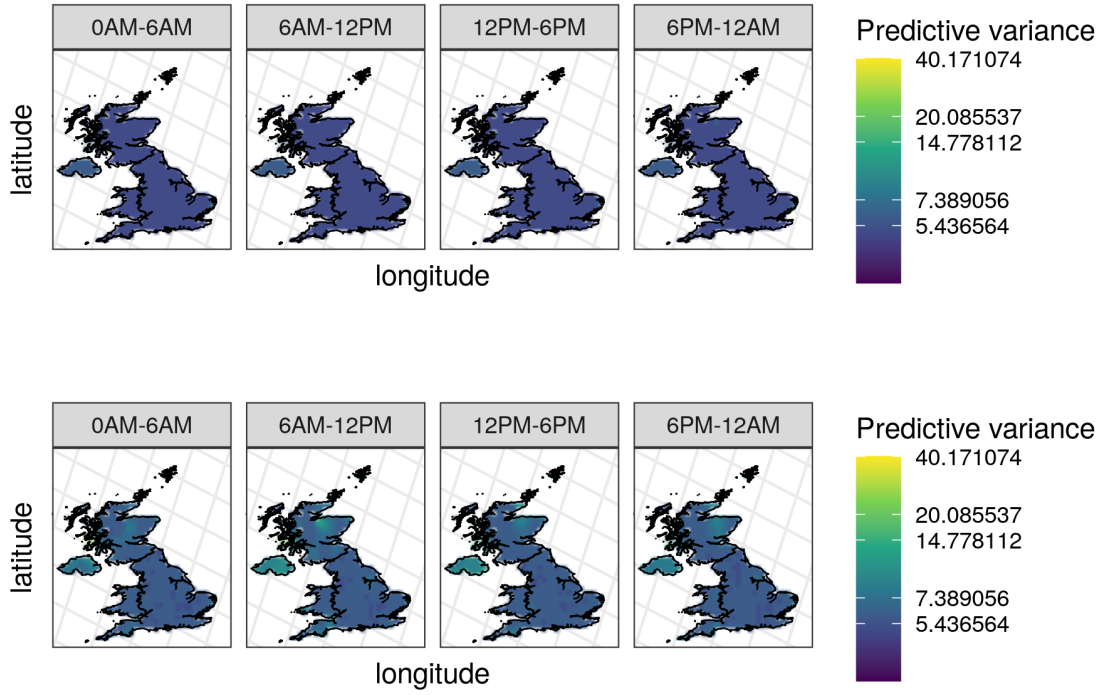 0AM-6AM 6AM-12PM 12PM-6PM 6PM-12AM
Predictive variance
40.171074
20.085537
14.778112
7.389056
5.436564
latitude
longitude
0AM-6AM 6AM-12PM 12PM-6PM 6PM-12AM
Predictive variance
40.171074
20.085537
14.778112
7.389056
5.436564
latitude
longitude